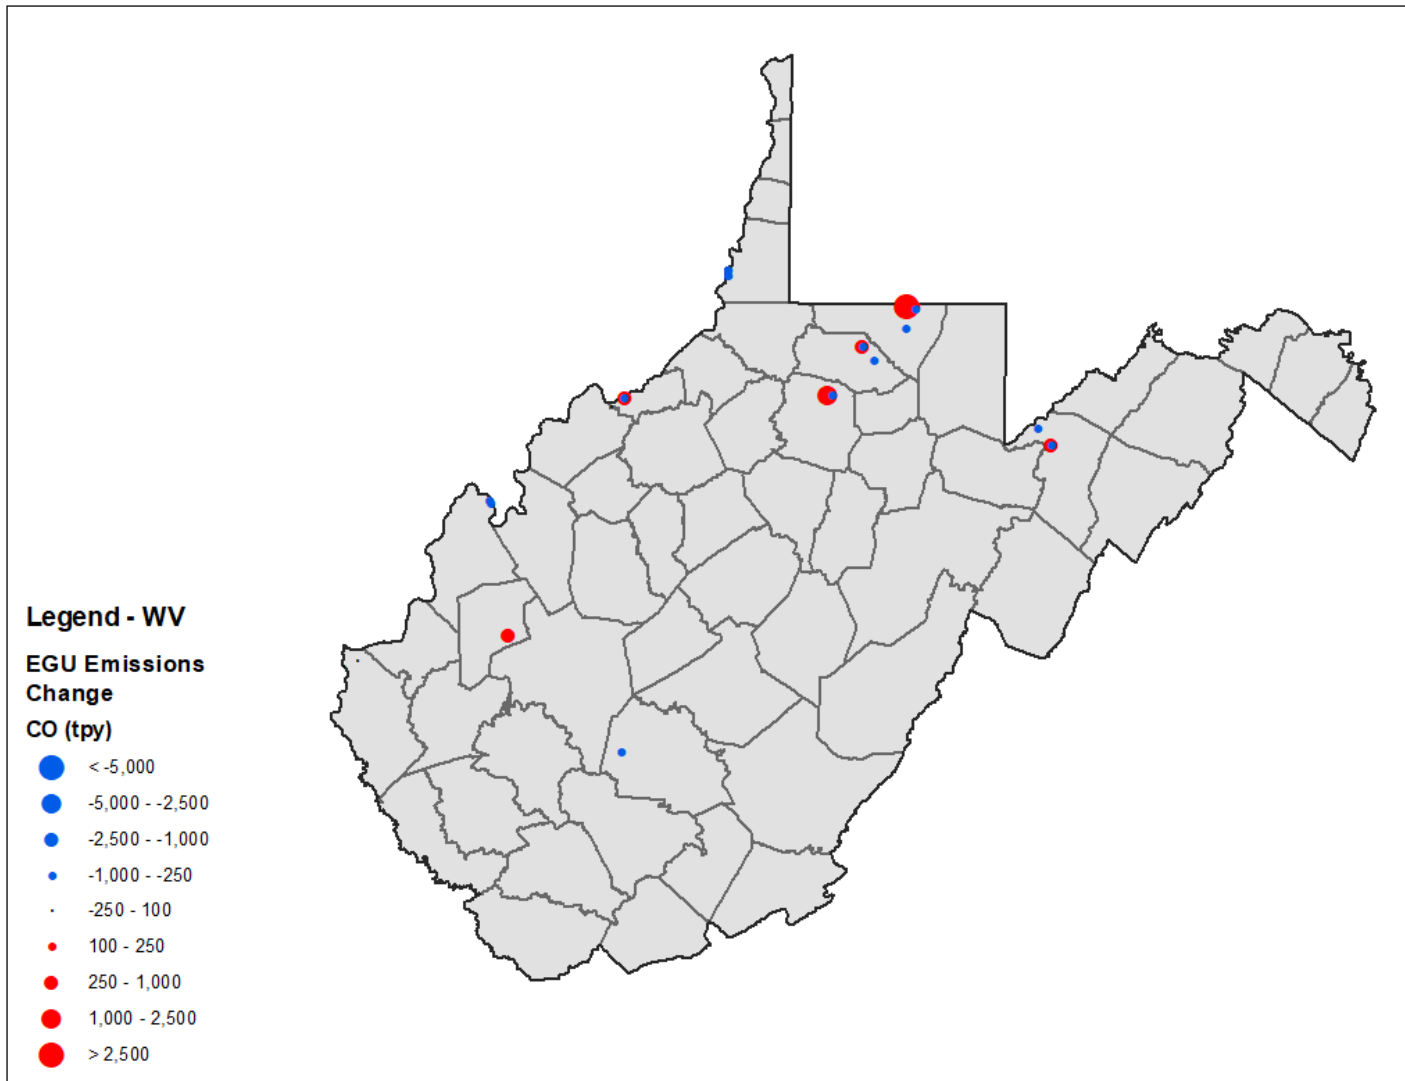 Legend - WV
EGU Emissions
Change
CO (tpy)
< -5,000
-5,000 - -2,500
-2,500 - -1,000
-1,000 - -250
-250 - 100
100 - 250
250 - 1,000
1,000 - 2,500
> 2,500